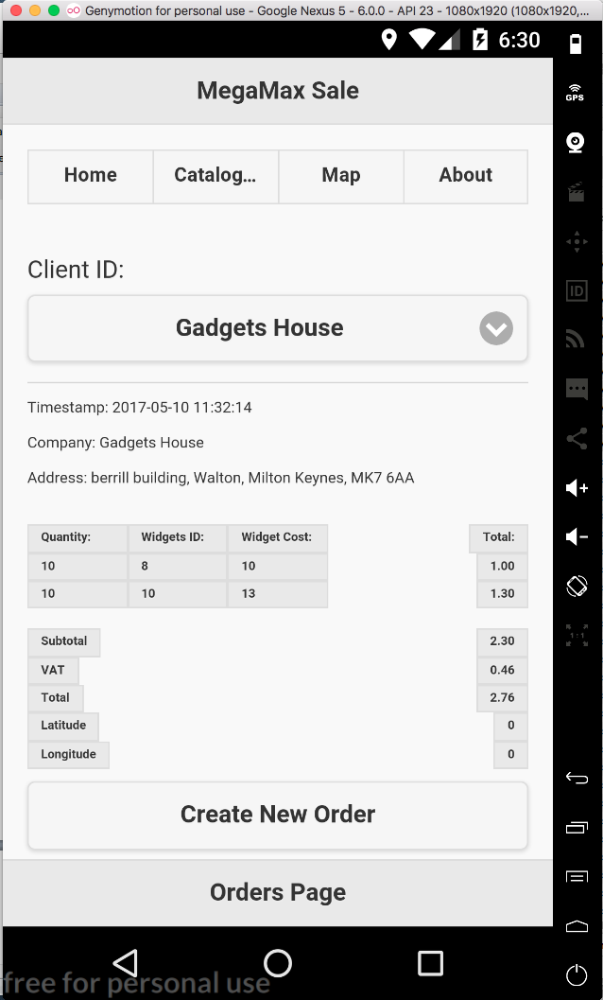 Genymotion for personal use - Google Nexus 5 - 6.0.0 - API 23 - 1080x1920 (1080x1920,...
6:30
GPS
MegaMax Sale
Home Catalog... Map About
ID
Client ID:
Gadgets House
Timestamp: 2017-05-10 11:32:14
Company: Gadgets House
Address: berrill building, Walton, Milton Keynes, MK7 6AA
Quantity: Widgets ID: Widget Cost: Total:
10 8 10 1.00
10 10 13 1.30
1:1
Subtotal 2.30
VAT 0.46
Total 2.76
Latitude 0
Longitude 0
Create New Order
Orders Page
free for personal use